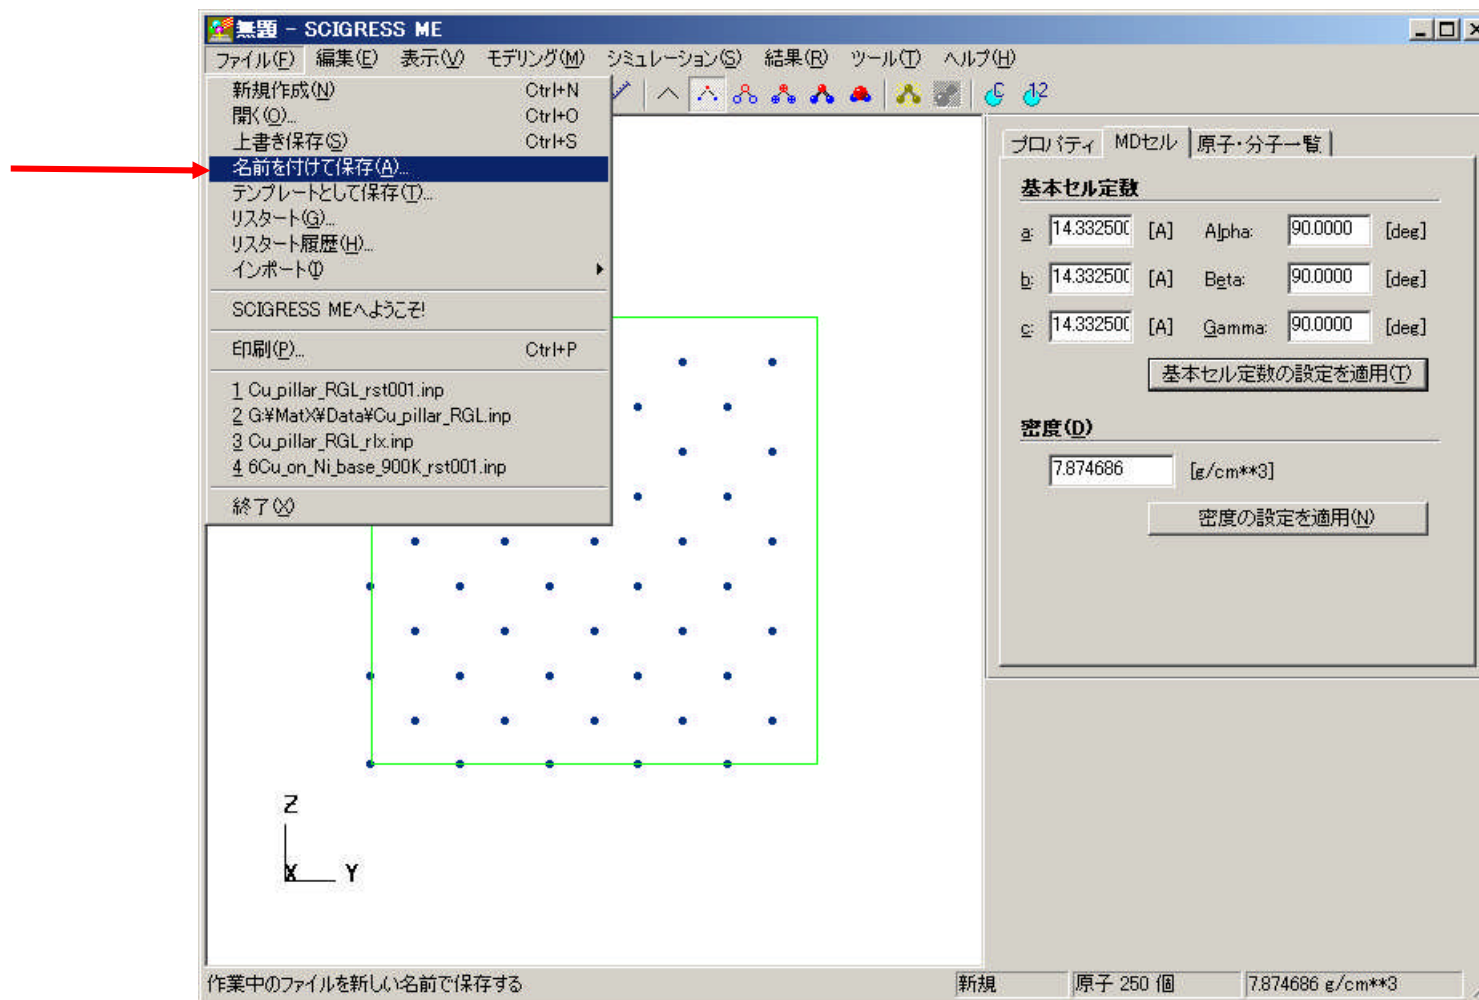 無題 - SCIGRESS ME
ファイル(F) 編集(E) 表示(V) モデリング(M) シミュレーション(S) 結果(R) ツール(T) ヘルプ(H)
新規作成(N) Ctrl+N
開く(O)... Ctrl+O
上書き保存(S) Ctrl+S
名前を付けて保存(A)...
テンプレートとして保存(T)...
リスタート(G)...
リスタート履歴(H)...
インポート(I)
SCIGRESS MEへようこそ!
印刷(P)... Ctrl+P
1 Cu_pillar_RGL_rst001.inp
2 G:¥MatX¥Data¥Cu_pillar_RGL.inp
3 Cu_pillar_RGL_rlx.inp
4 6Cu_on_Ni_base_900K_rst001.inp
終了(X)
C 12
プロパティ MDセル 原子・分子一覧
基本セル定数
a: 14.332500 [A] Alpha: 90.0000 [deg]
b: 14.332500 [A] Beta: 90.0000 [deg]
c: 14.332500 [A] Gamma: 90.0000 [deg]
基本セル定数の設定を適用(T)
密度(D)
7.874686 [g/cm**3]
密度の設定を適用(N)
Z
X Y
作業中のファイルを新しい名前で保存する 新規 原子 250 個 7.874686 g/cm**3